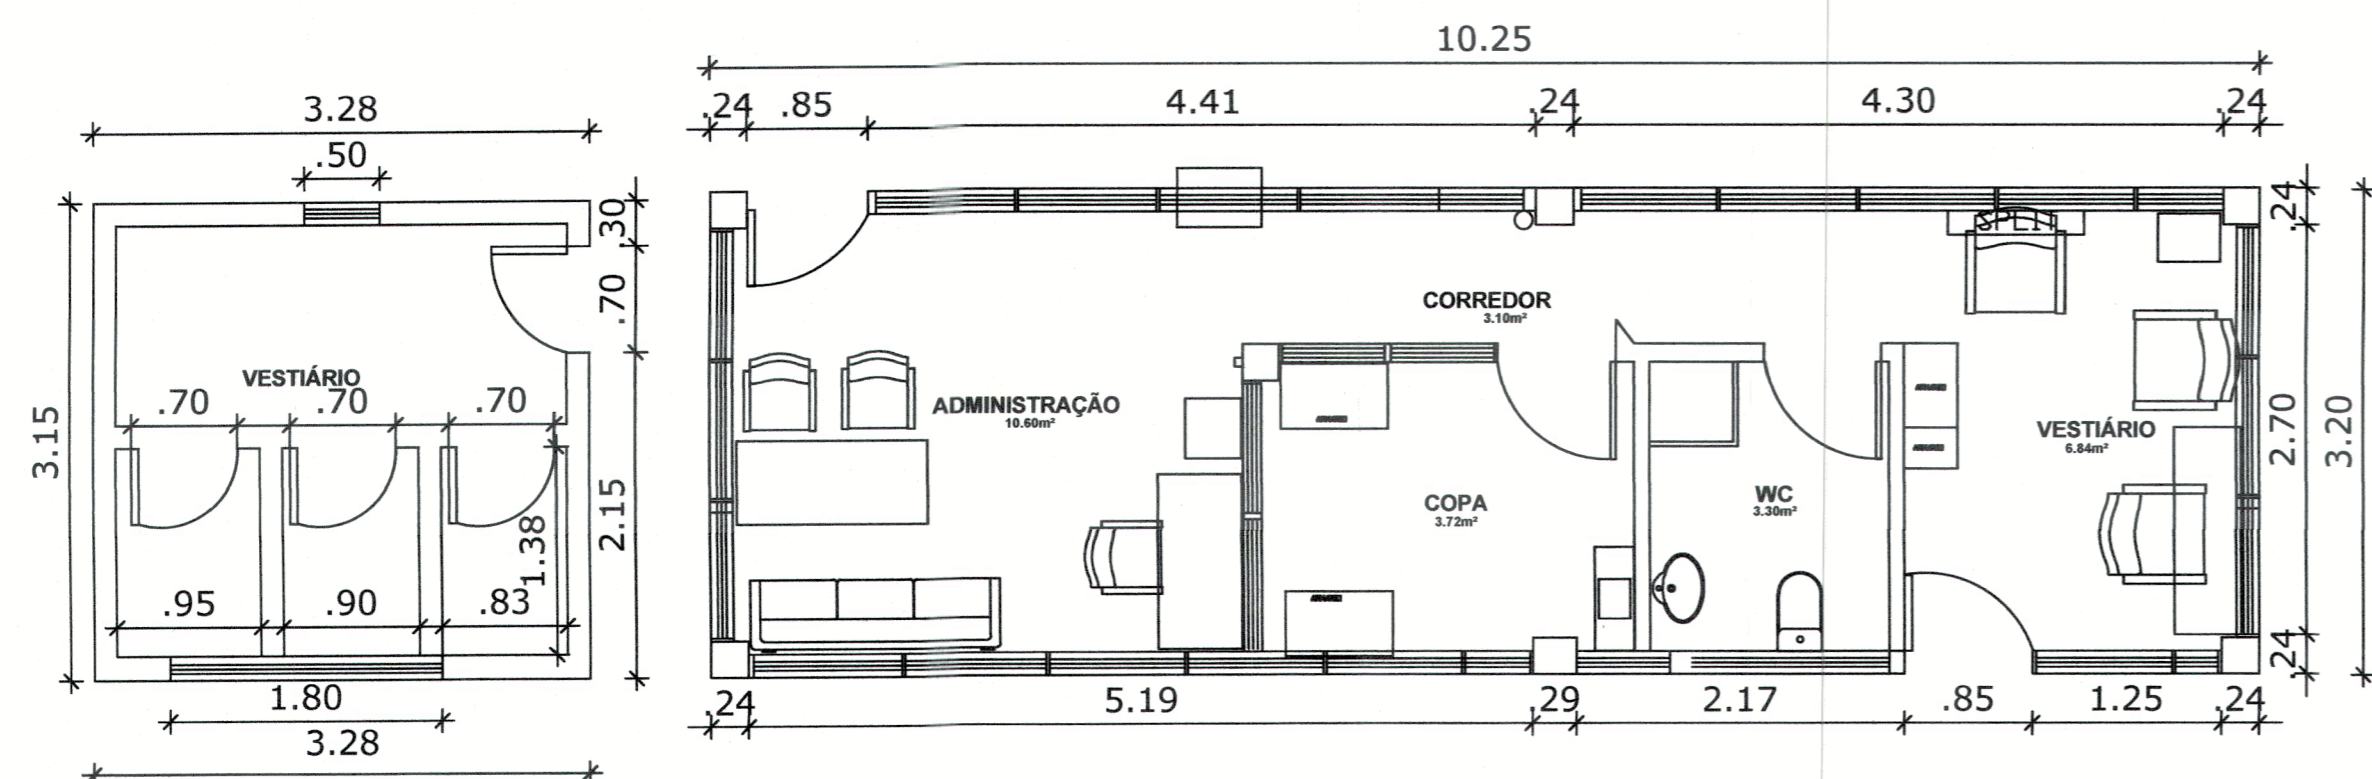 3.28
.50
.30
.70
VESTIÁRIO
.70
.70
.70
3.15
2.15
1.38
.95
.90
.83
1.80
3.28
10.25
.24
.85
4.41
.24
4.30
.24
.24
SPLIT
CORREDOR
3.10m²
ADMINISTRAÇÃO
10.60m²
COPA
3.72m²
WC
3.30m²
VESTIÁRIO
6.84m²
2.70
3.20
.24
.24
5.19
.29
2.17
.85
1.25
.24